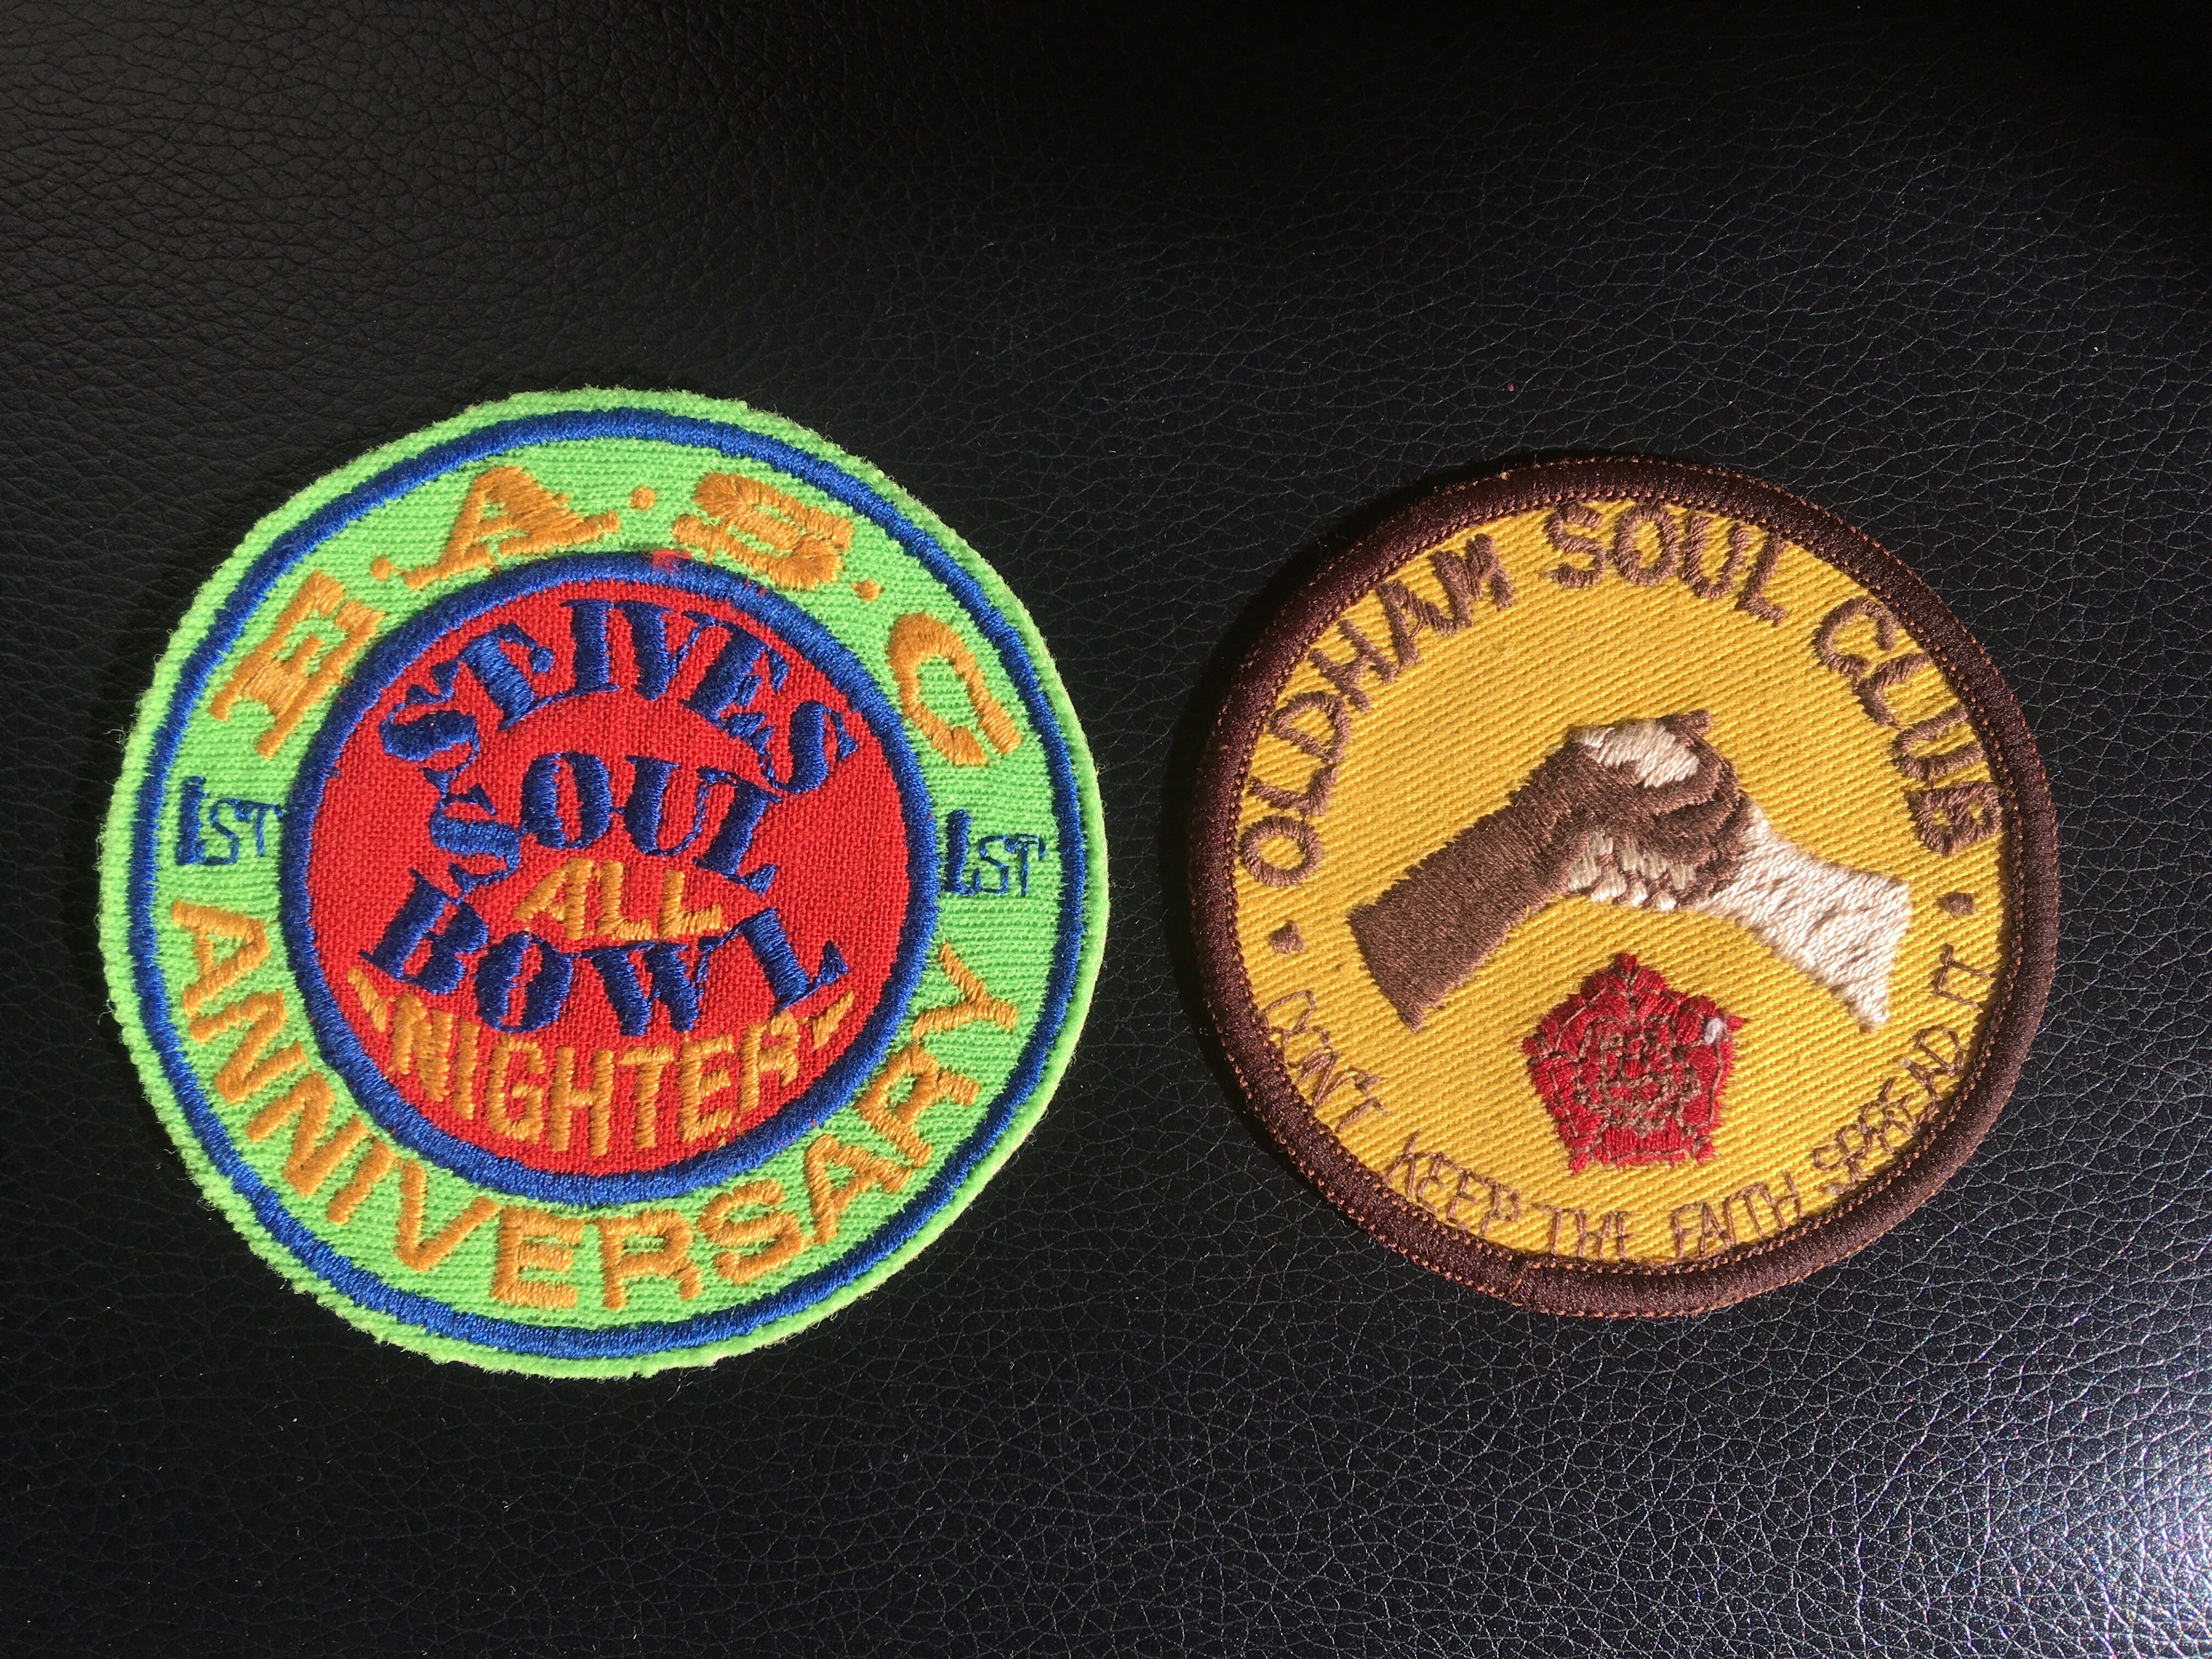 E.A.S.C
1ST
1ST
ANNIVERSARY
ST. IVES
SOUL
ALL
BOWL
-NIGHTER-
• OLDHAM SOUL CLUB •
DON'T KEEP THE FAITH SPREAD IT